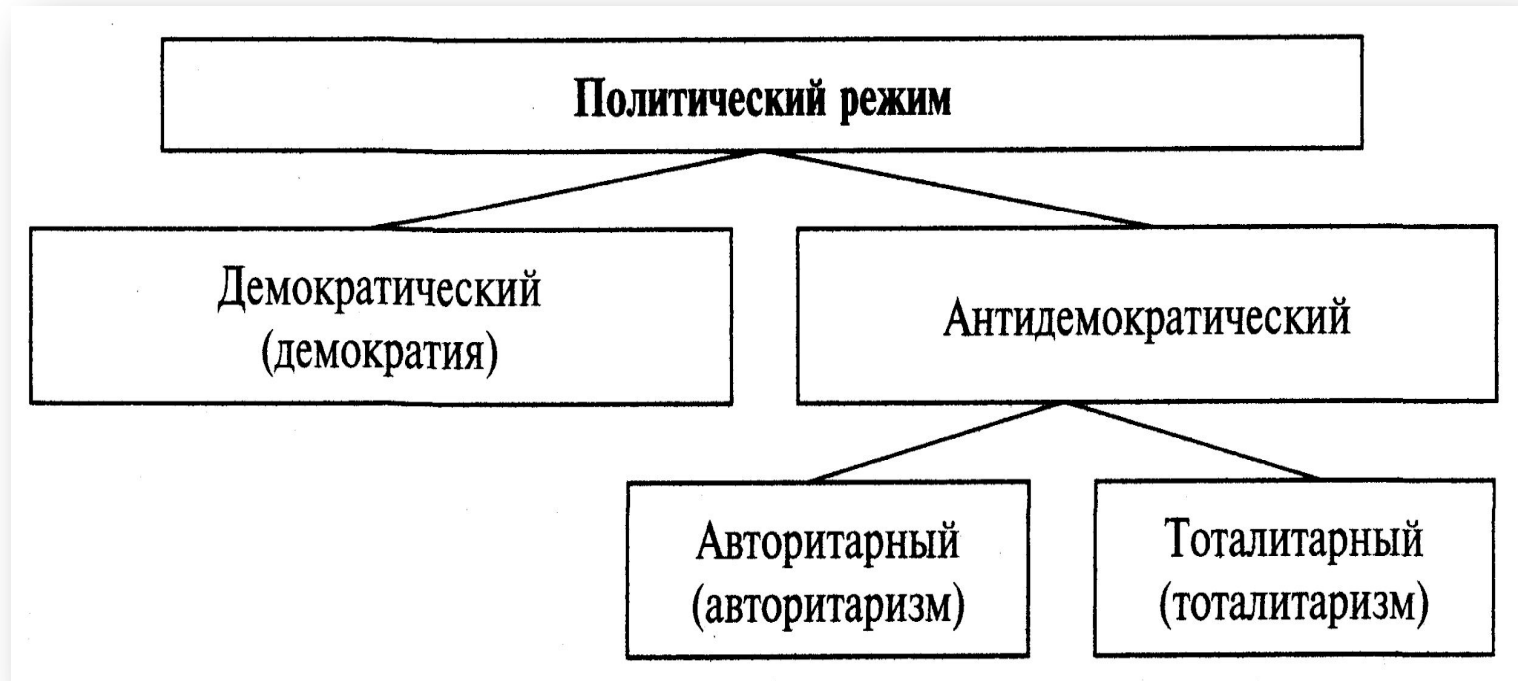 Политический режим
Демократический
(демократия)
Антидемократический
Авторитарный
(авторитаризм)
Тоталитарный
(тоталитаризм)